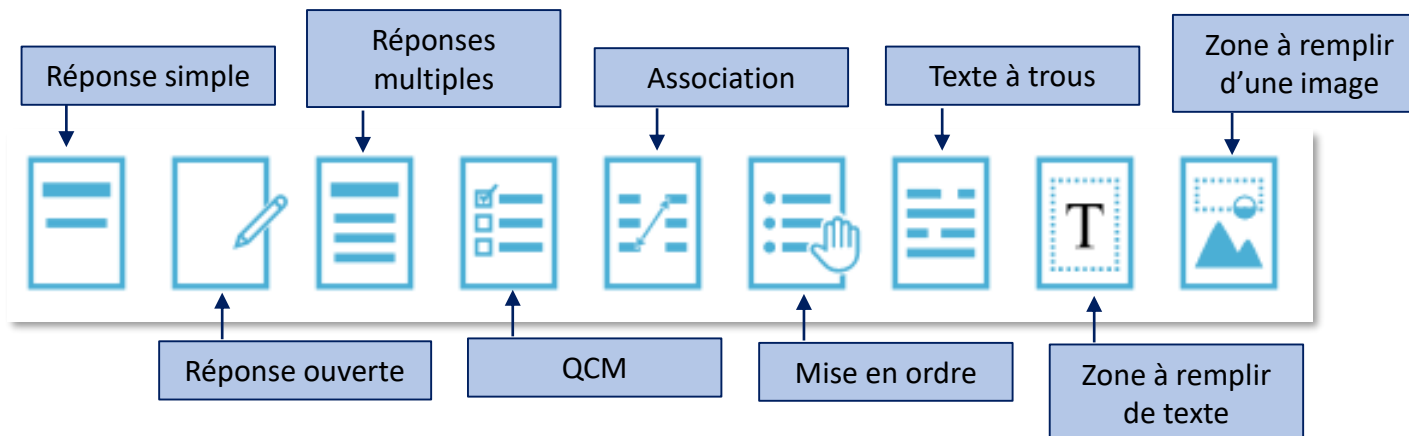 Réponse simple
Réponses
multiples
Association
Texte à trous
Zone à remplir
d’une image
T
Réponse ouverte
QCM
Mise en ordre
Zone à remplir
de texte